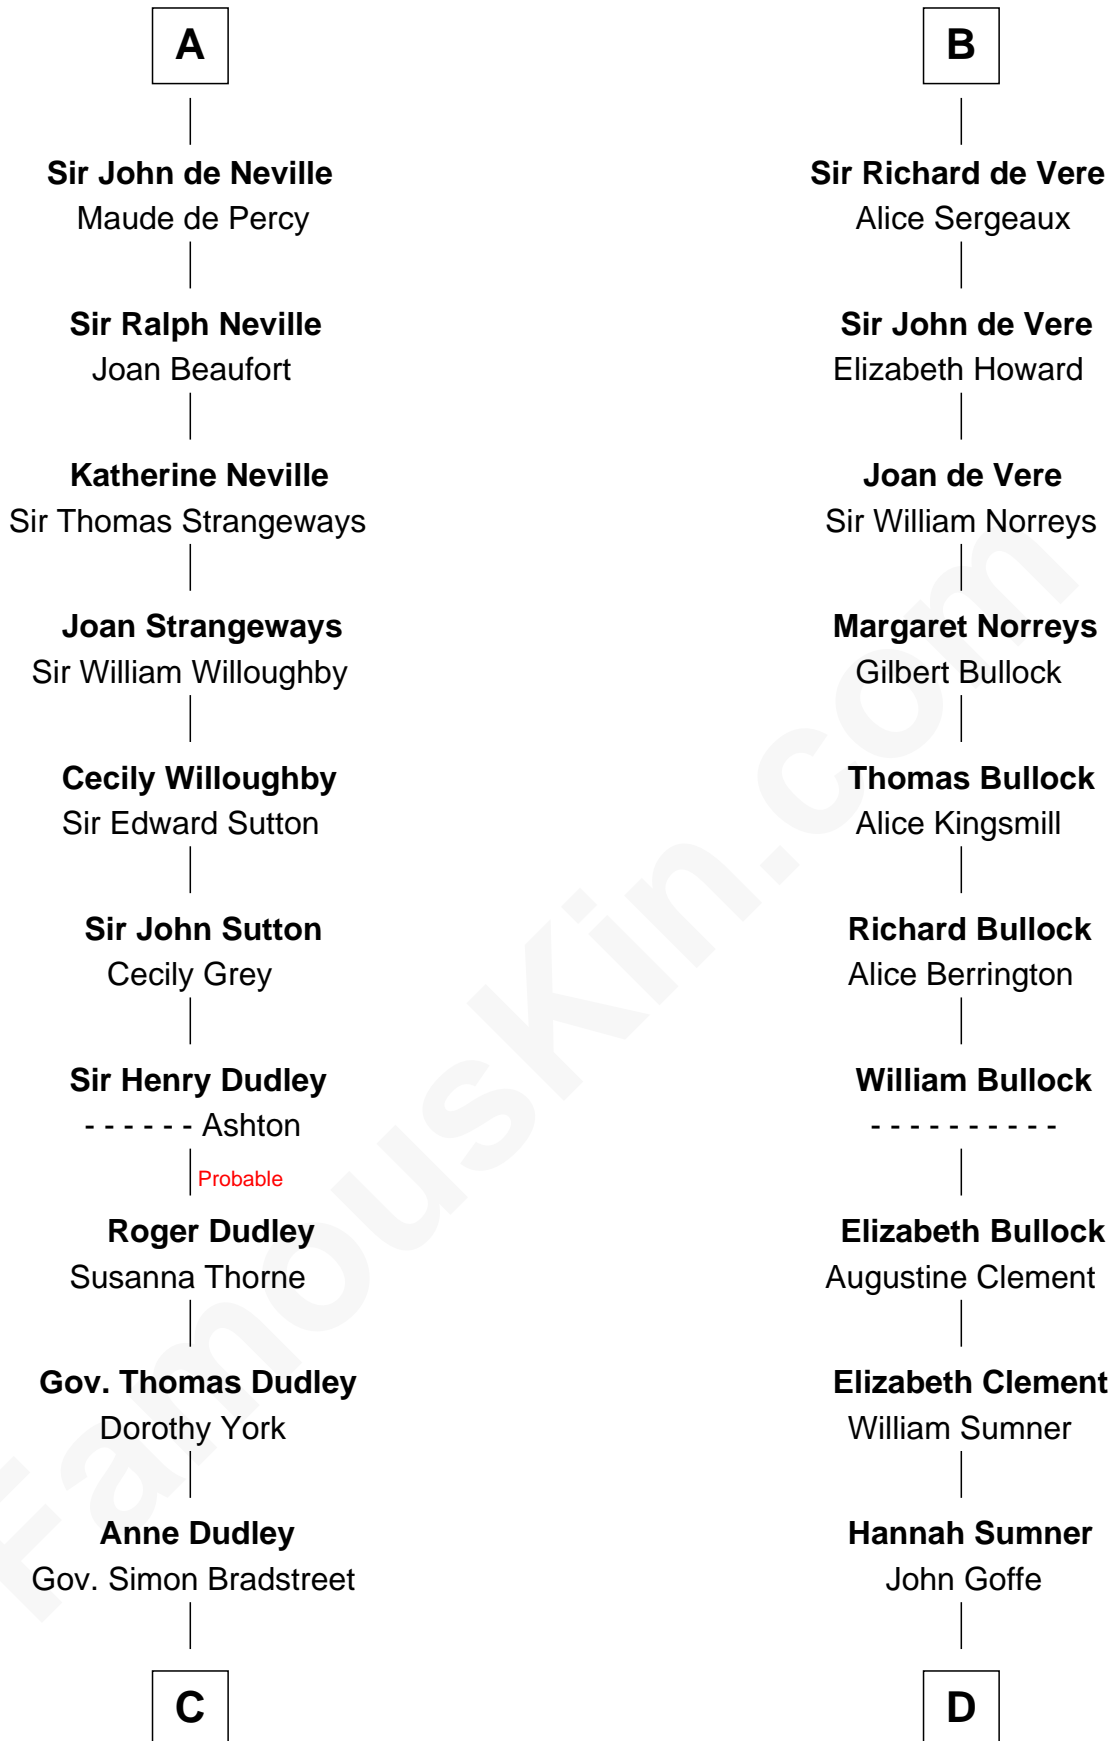 A
Sir John de Neville
Maude de Percy
Sir Ralph Neville
Joan Beaufort
Katherine Neville
Sir Thomas Strangeways
Joan Strangeways
Sir William Willoughby
Cecily Willoughby
Sir Edward Sutton
Sir John Sutton
Cecily Grey
Sir Henry Dudley
- - - - - - Ashton
Probable
Roger Dudley
Susanna Thorne
Gov. Thomas Dudley
Dorothy York
Anne Dudley
Gov. Simon Bradstreet
C
B
Sir Richard de Vere
Alice Sergeaux
Sir John de Vere
Elizabeth Howard
Joan de Vere
Sir William Norreys
Margaret Norreys
Gilbert Bullock
Thomas Bullock
Alice Kingsmill
Richard Bullock
Alice Berrington
William Bullock
- - - - - - - - - -
Elizabeth Bullock
Augustine Clement
Elizabeth Clement
William Sumner
Hannah Sumner
John Goffe
D
FamousKin.com